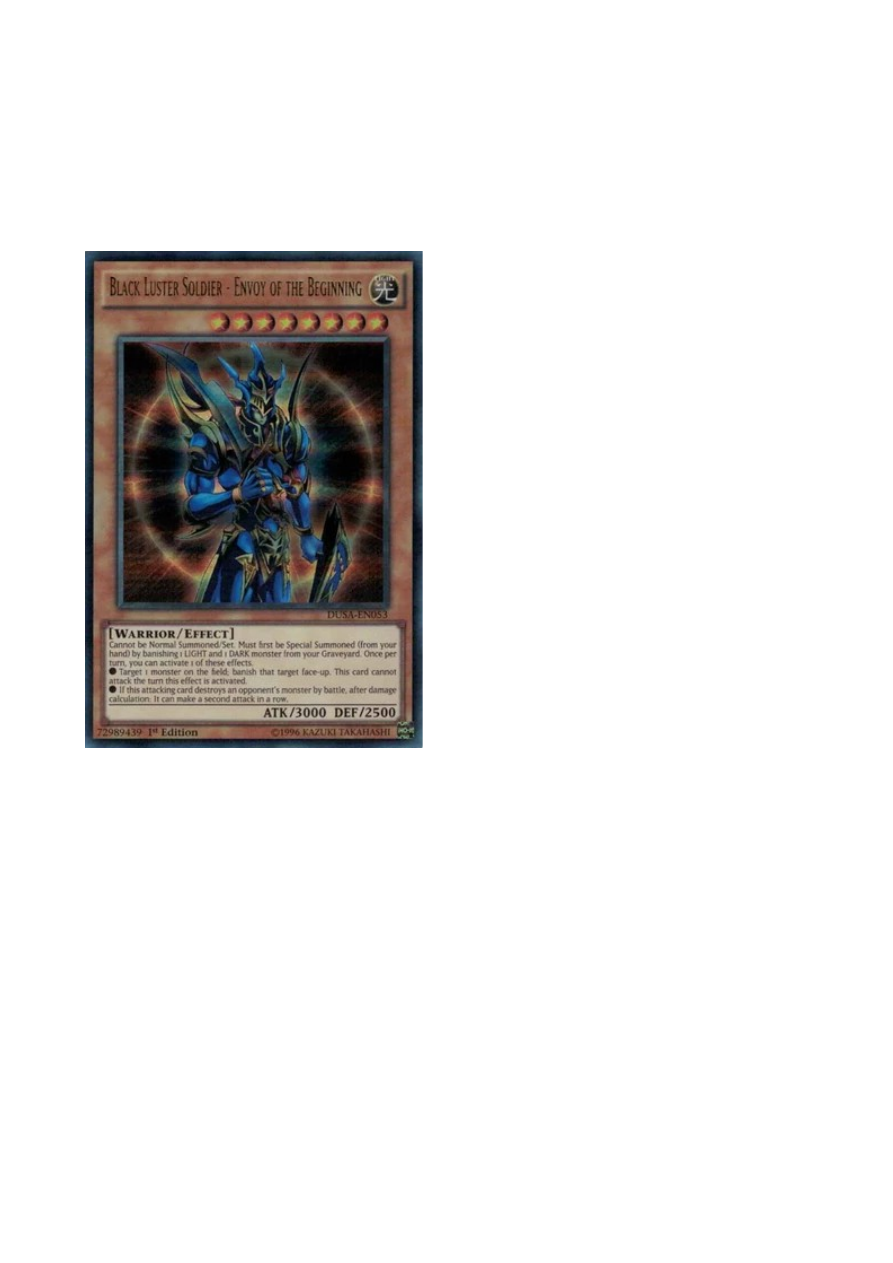 BLACK LUSTER SOLDIER - ENVOY OF THE BEGINNING
LIGHT
光
DUSA-EN053
[WARRIOR/EFFECT]
Cannot be Normal Summoned/Set. Must first be Special Summoned (from your
hand) by banishing 1 LIGHT and 1 DARK monster from your Graveyard. Once per
turn, you can activate 1 of these effects.
● Target 1 monster on the field; banish that target face-up. This card cannot
attack the turn this effect is activated.
● If this attacking card destroys an opponent's monster by battle, after damage
calculation: It can make a second attack in a row.
ATK/3000 DEF/2500
72989439 1st Edition ©1996 KAZUKI TAKAHASHI